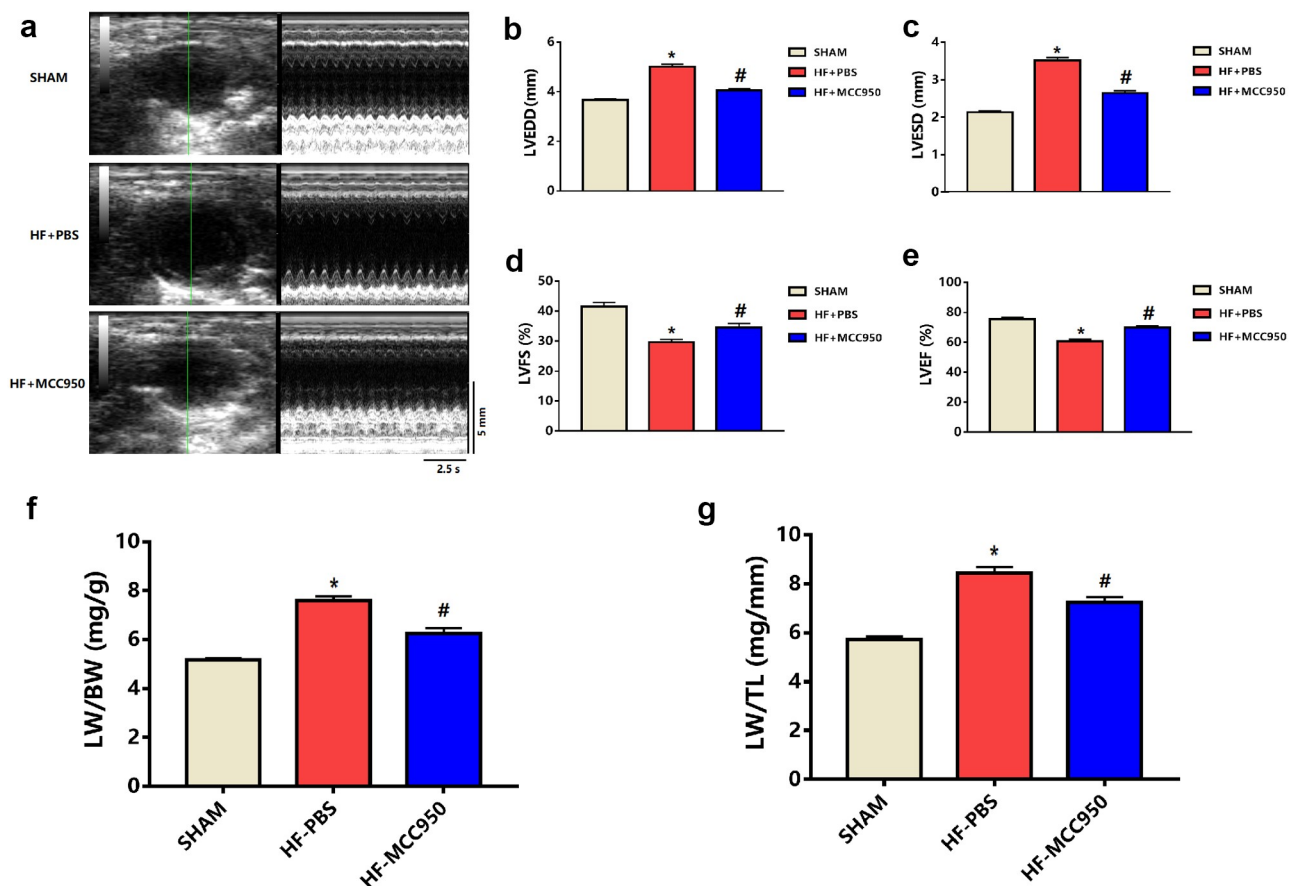 a
SHAM
HF+PBS
HF+MCC950
5 mm
2.5 s
b
LVEDD (mm)
6
4
2
0
*
#
SHAM
HF+PBS
HF+MCC950
c
LVESD (mm)
4
3
2
1
0
*
#
SHAM
HF+PBS
HF+MCC950
d
LVFS (%)
50
40
30
20
10
0
*
#
SHAM
HF+PBS
HF+MCC950
e
LVEF (%)
100
80
60
40
20
0
*
#
SHAM
HF+PBS
HF+MCC950
f
LW/BW (mg/g)
10
8
6
4
2
0
*
#
SHAM
HF-PBS
HF-MCC950
g
LW/TL (mg/mm)
10
8
6
4
2
0
*
#
SHAM
HF-PBS
HF-MCC950